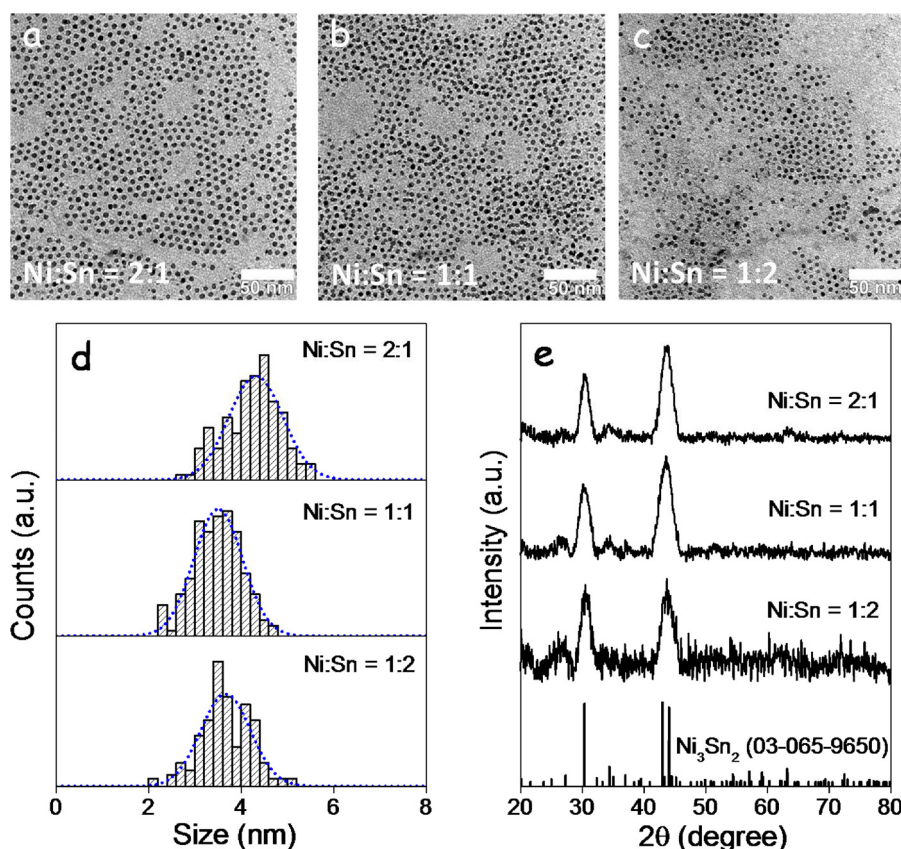 a
Ni:Sn = 2:1
50 nm
b
Ni:Sn = 1:1
50 nm
c
Ni:Sn = 1:2
50 nm
d
Ni:Sn = 2:1
Ni:Sn = 1:1
Ni:Sn = 1:2
Counts (a.u.)
0 2 4 6 8
Size (nm)
e
Ni:Sn = 2:1
Ni:Sn = 1:1
Ni:Sn = 1:2
Ni₃Sn₂ (03-065-9650)
Intensity (a.u.)
20 30 40 50 60 70 80
2θ (degree)